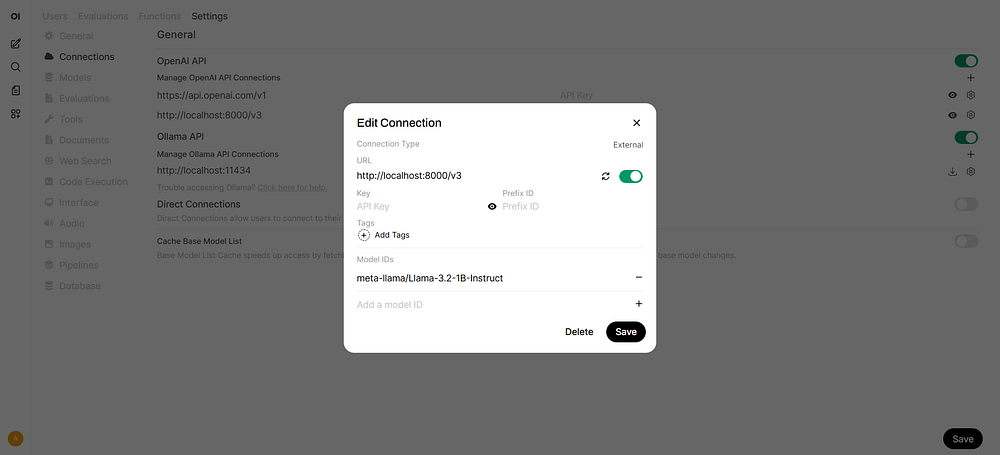 OI
Users Evaluations Functions Settings
General
Connections
Models
Evaluations
Tools
Documents
Web Search
Code Execution
Interface
Audio
Images
Pipelines
Database
General
OpenAI API
Manage OpenAI API Connections
https://api.openai.com/v1 API Key
http://localhost:8000/v3
Ollama API
Manage Ollama API Connections
http://localhost:11434
Trouble accessing Ollama? Click here for help.
Direct Connections
Direct Connections allow users to connect to their
Cache Base Model List
Base Model List Cache speeds up access by base model changes.
Edit Connection
Connection Type External
URL
http://localhost:8000/v3
Key Prefix ID
API Key Prefix ID
Tags
Add Tags
Model IDs
meta-llama/Llama-3.2-1B-Instruct
Add a model ID
Delete Save
A
Save